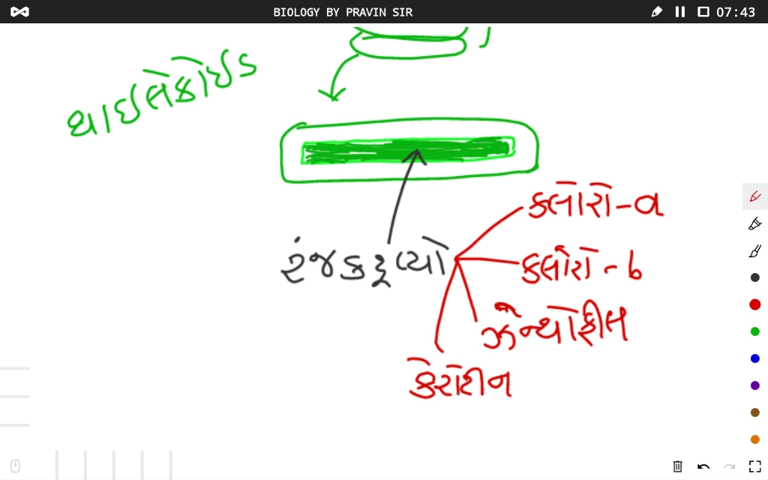 BIOLOGY BY PRAVIN SIR
07:43
થાઇલેકોઇડ
રંજકદ્રવ્યો
ક્લોરો-a
ક્લોરો-b
ઝેન્થોફીલ
કેરોટીન